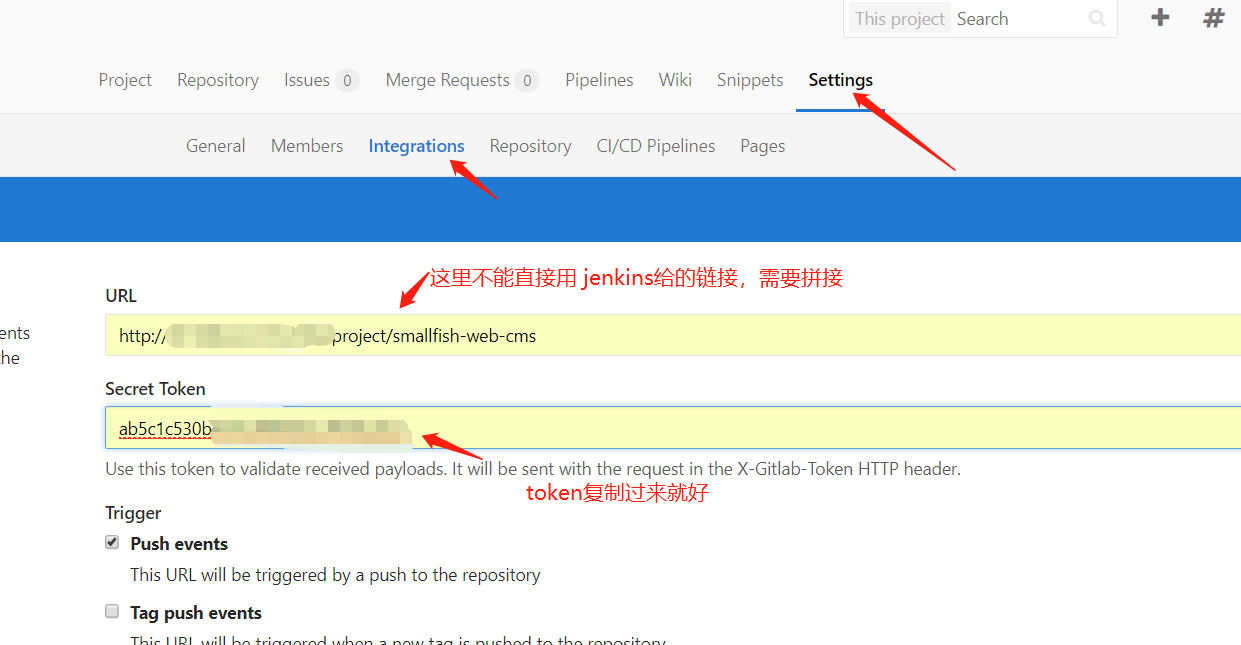 This project Search
Project Repository Issues 0 Merge Requests 0 Pipelines Wiki Snippets Settings
General Members Integrations Repository CI/CD Pipelines Pages
这里不能直接用 jenkins给的链接，需要拼接
URL
ents
http:// project/smallfish-web-cms
he
Secret Token
ab5c1c530b
Use this token to validate received payloads. It will be sent with the request in the X-Gitlab-Token HTTP header.
token复制过来就好
Trigger
Push events
This URL will be triggered by a push to the repository
Tag push events
This URL will be triggered when a new tag is pushed to the repository